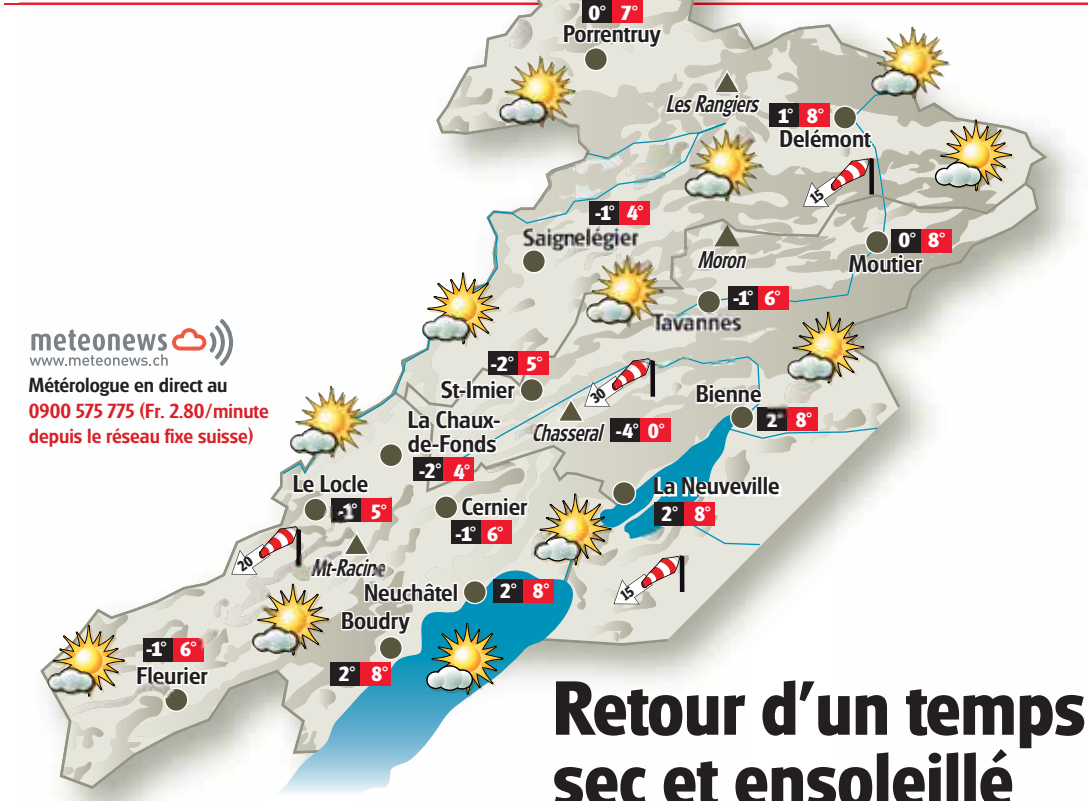 0° 7°
Porrentruy
Les Rangiers
1° 8°
Delémont
15
-1° 4°
Saignelégier
Moron
0° 8°
Moutier
-1° 6°
Tavannes
meteonews
www.meteonews.ch
Météorologue en direct au
0900 575 775 (Fr. 2.80/minute
depuis le réseau fixe suisse)
-2° 5°
St-Imier
30
Bienne
2° 8°
Chasseral -4° 0°
La Chaux-
de-Fonds
-2° 4°
Le Locle
-1° 5°
Cernier
-1° 6°
La Neuveville
2° 8°
20
Mt-Racine
15
Neuchâtel 2° 8°
Boudry
2° 8°
-1° 6°
Fleurier
Retour d'un temps
sec et ensoleillé